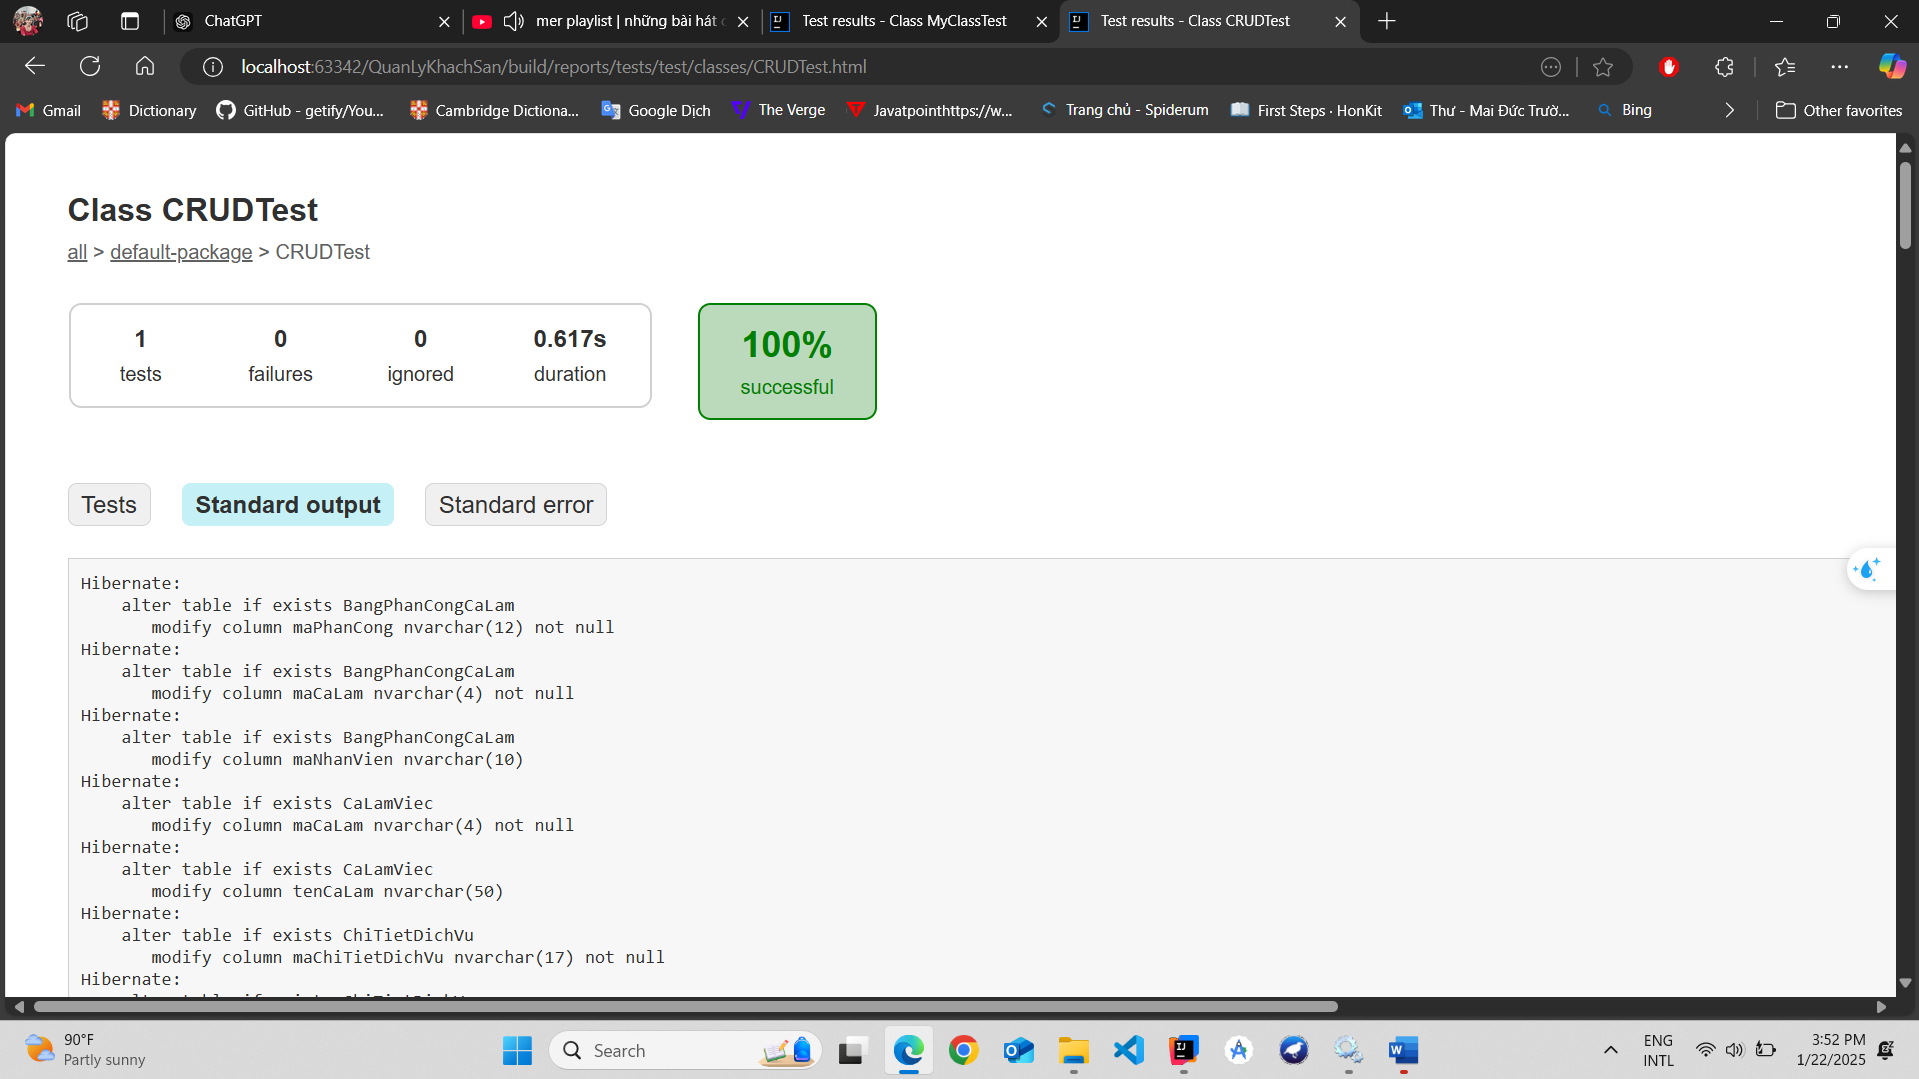 ChatGPT
mer playlist | những bài hát c
Test results - Class MyClassTest
Test results - Class CRUDTest
localhost:63342/QuanLyKhachSan/build/reports/tests/test/classes/CRUDTest.html
Gmail
Dictionary
GitHub - getify/You...
Cambridge Dictiona...
Google Dịch
The Verge
Javatpointhttps://w...
Trang chủ - Spiderum
First Steps · HonKit
Thư - Mai Đức Trườ...
Bing
Other favorites
Class CRUDTest
all > default-package > CRUDTest
1
tests
0
failures
0
ignored
0.617s
duration
100%
successful
Tests
Standard output
Standard error
Hibernate:
alter table if exists BangPhanCongCaLam
modify column maPhanCong nvarchar(12) not null
Hibernate:
alter table if exists BangPhanCongCaLam
modify column maCaLam nvarchar(4) not null
Hibernate:
alter table if exists BangPhanCongCaLam
modify column maNhanVien nvarchar(10)
Hibernate:
alter table if exists CaLamViec
modify column maCaLam nvarchar(4) not null
Hibernate:
alter table if exists CaLamViec
modify column tenCaLam nvarchar(50)
Hibernate:
alter table if exists ChiTietDichVu
modify column maChiTietDichVu nvarchar(17) not null
Hibernate:
90°F
Partly sunny
Search
ENG
INTL
3:52 PM
1/22/2025